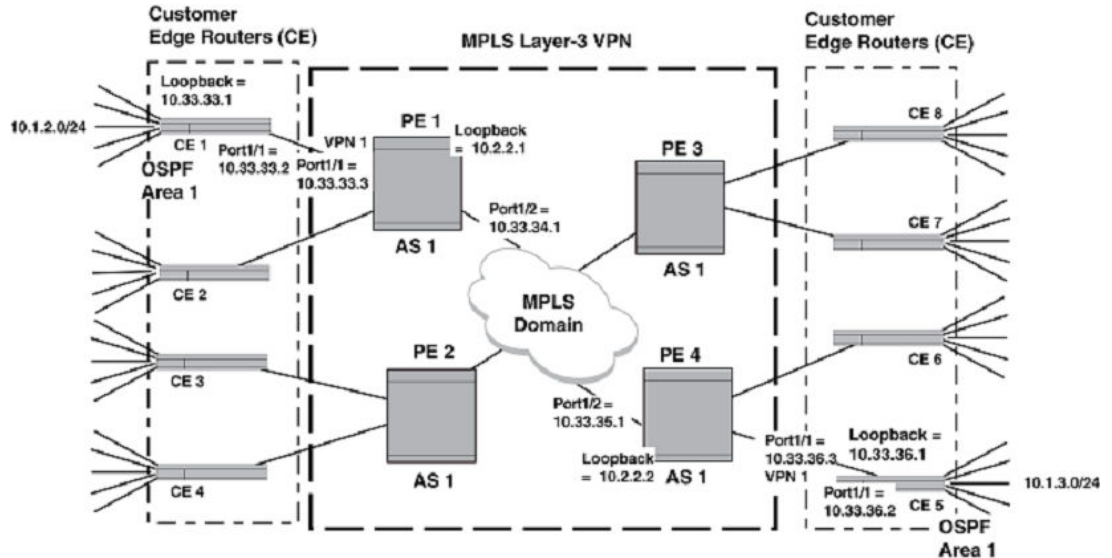 Customer
Edge Routers (CE)
MPLS Layer-3 VPN
Customer
Edge Routers (CE)
Loopback =
10.33.33.1
10.1.2.0/24
CE 1
Port1/1 =
10.33.33.2
OSPF
Area 1
VPN 1
Port1/1 =
10.33.33.3
PE 1
Loopback
= 10.2.2.1
AS 1
Port1/2 =
10.33.34.1
PE 3
AS 1
CE 8
CE 7
CE 2
MPLS
Domain
CE 3
PE 2
AS 1
CE 4
PE 4
AS 1
Port1/2 =
10.33.35.1
Loopback
= 10.2.2.2
CE 6
Port1/1 =
10.33.36.3
VPN 1
Loopback =
10.33.36.1
Port1/1 =
10.33.36.2
CE 5
10.1.3.0/24
OSPF
Area 1